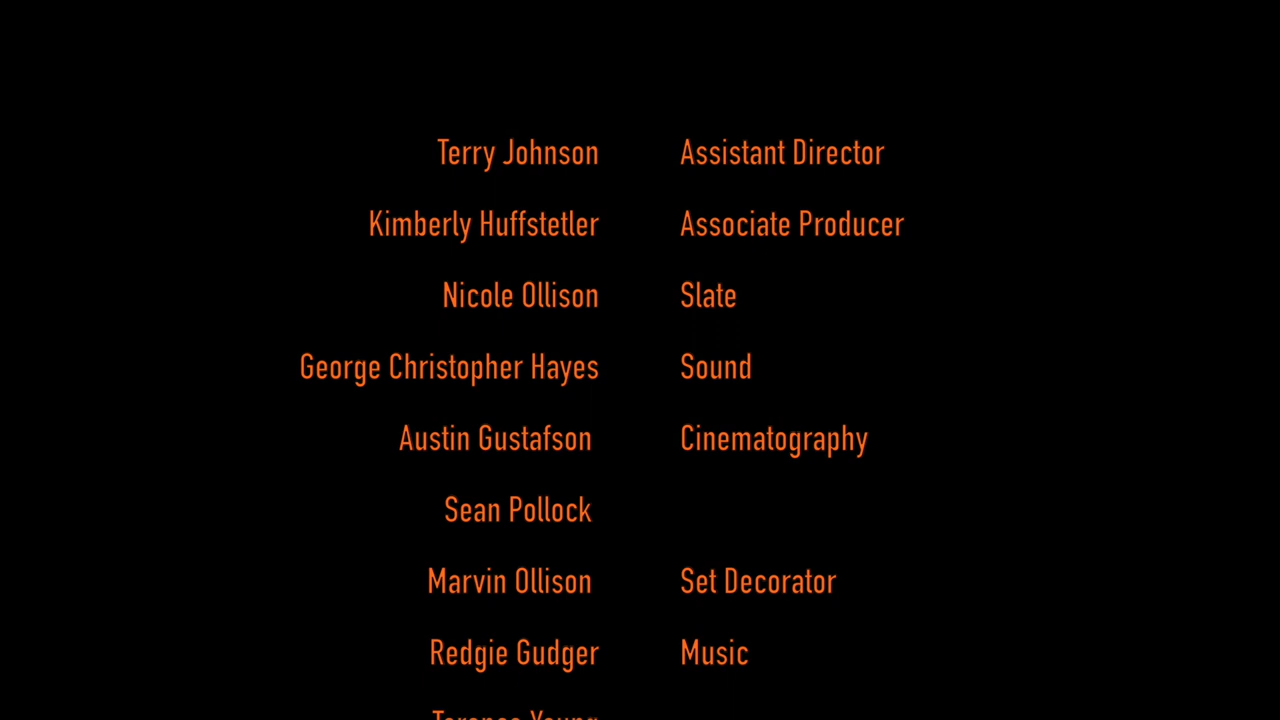 Terry Johnson Assistant Director
Kimberly Huffstetler Associate Producer
Nicole Ollison Slate
George Christopher Hayes Sound
Austin Gustafson Cinematography
Sean Pollock
Marvin Ollison Set Decorator
Redgie Gudger Music